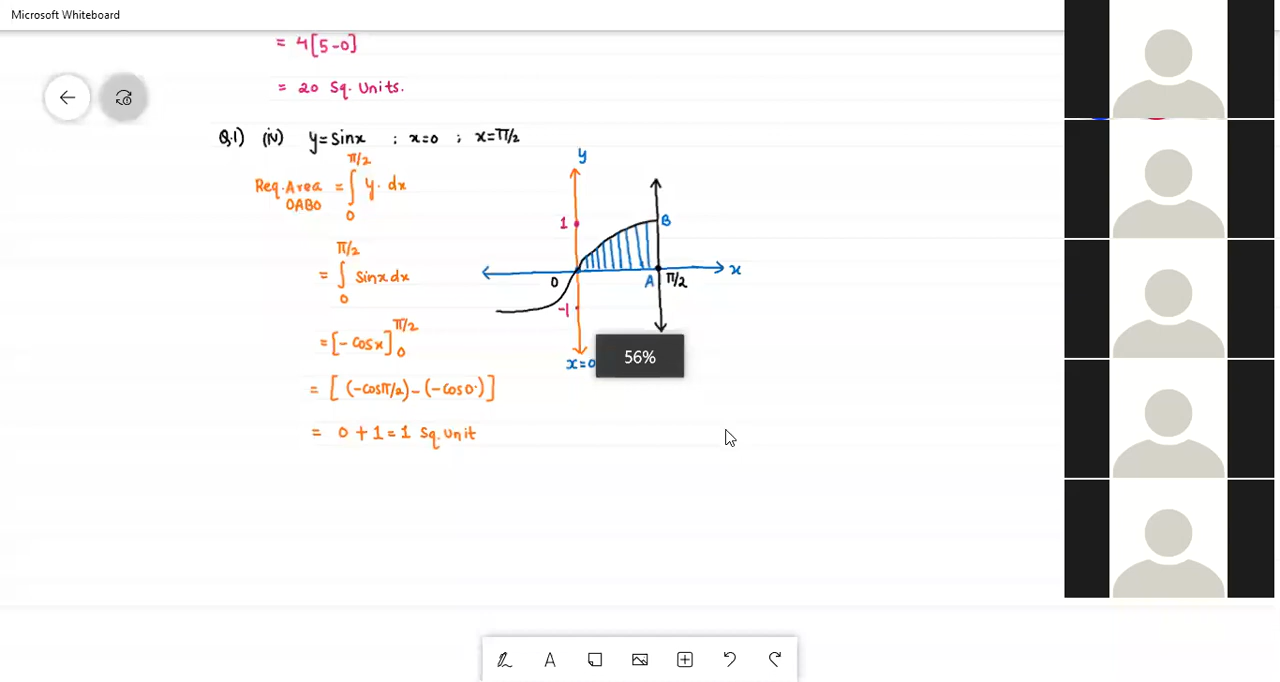 Microsoft Whiteboard
= 4[5-0]
= 20 Sq. Units.
Q.1) (iv) y=Sinx ; x=0 ; x=π/2
Req. Area OABO = ∫₀^π/2 y. dx
= ∫₀^π/2 Sinx dx
= [-Cosx]₀^π/2
= [(-Cosπ/2)-(-Cos0°)]
= 0+1=1 Sq. Unit
y
1
B
x
0
A
π/2
-1
x=0
56%
A